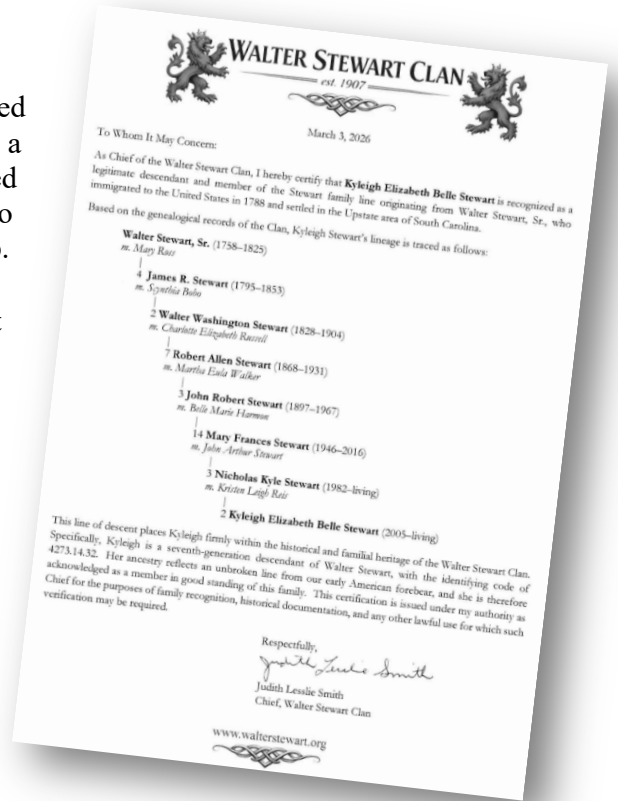 ed
a
ed
o
.
t
WALTER STEWART CLAN
est. 1907
March 3, 2026
To Whom It May Concern:
As Chief of the Walter Stewart Clan, I hereby certify that Kyleigh Elizabeth Belle Stewart is recognized as a
legitimate descendant and member of the Stewart family line originating from Walter Stewart, Sr., who
immigrated to the United States in 1788 and settled in the Upstate area of South Carolina.
Based on the genealogical records of the Clan, Kyleigh Stewart's lineage is traced as follows:
Walter Stewart, Sr. (1758–1825)
m. Mary Ross
4 James R. Stewart (1795–1853)
m. Scynthia Bobo
2 Walter Washington Stewart (1828–1904)
m. Charlotte Elizabeth Russell
7 Robert Allen Stewart (1868–1931)
m. Martha Eula Walker
3 John Robert Stewart (1897–1967)
m. Belle Marie Harmon
14 Mary Frances Stewart (1946–2016)
m. John Arthur Stewart
3 Nicholas Kyle Stewart (1982–living)
m. Kristen Leigh Reis
2 Kyleigh Elizabeth Belle Stewart (2005–living)
This line of descent places Kyleigh firmly within the historical and familial heritage of the Walter Stewart Clan.
Specifically, Kyleigh is a seventh-generation descendant of Walter Stewart, with the identifying code of
4273.14.32. Her ancestry reflects an unbroken line from our early American forebear, and she is therefore
acknowledged as a member in good standing of this family. This certification is issued under my authority as
Chief for the purposes of family recognition, historical documentation, and any other lawful use for which such
verification may be required.
Respectfully,
Judith Lesslie Smith
Judith Lesslie Smith
Chief, Walter Stewart Clan
www.walterstewart.org